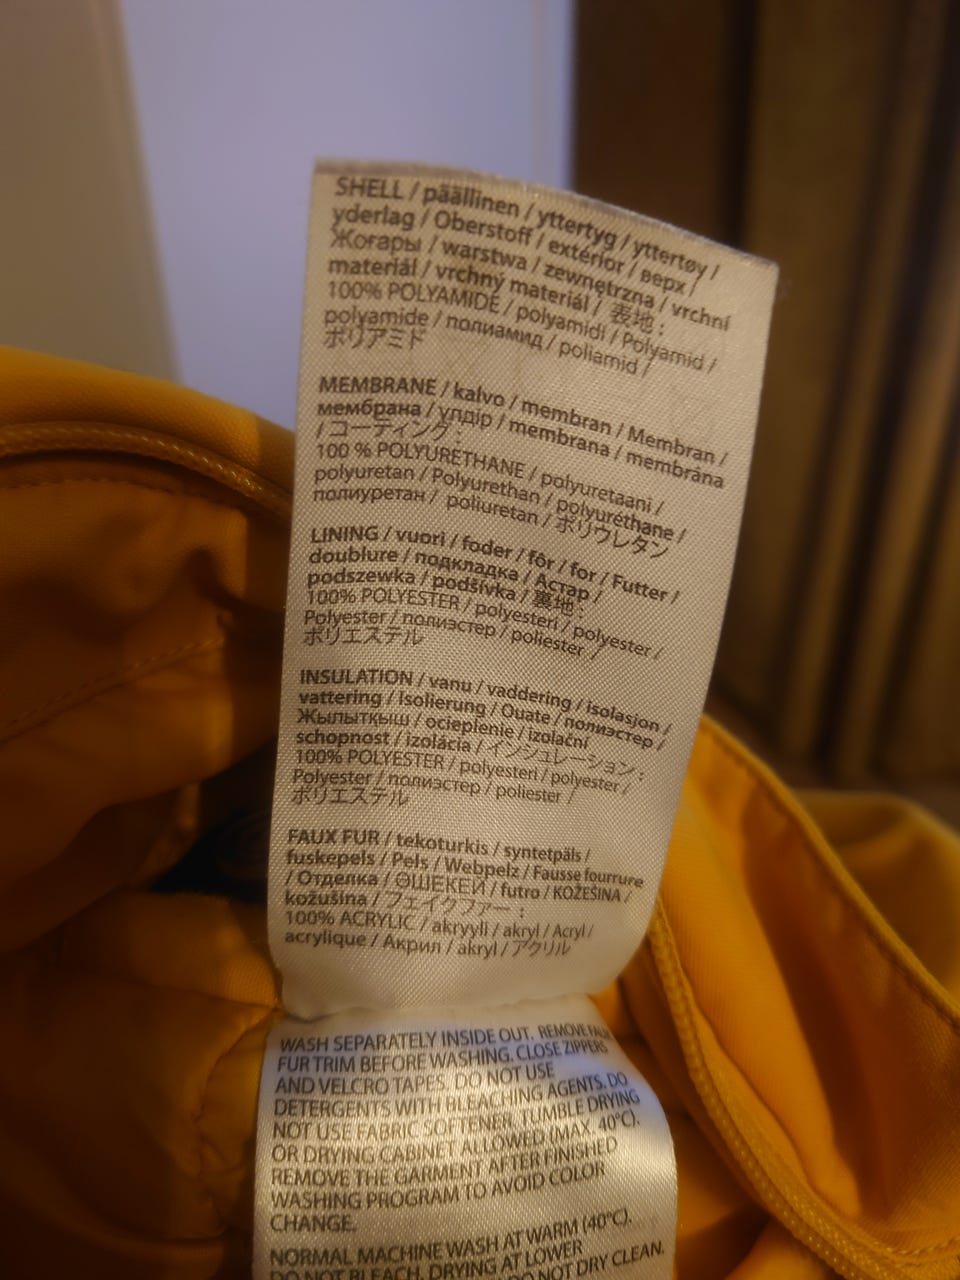 SHELL / päällinen / yttertyg / yttertøy /
yderlag / Oberstoff / extérior / верх /
Жоғары / warstwa / zewnętrzna / vrchní
materiál / vrchný materiál / 表地 :
100% POLYAMIDE / polyamidi / Polyamid /
polyamide / полиамид / poliamid /
ポリアミド
MEMBRANE / kalvo / membran / Membran /
мембрана / үлдір / membrana / membrána
/ コーティング :
100 % POLYURETHANE / polyuretaani /
polyuretan / Polyurethan / polyuréthane /
полиуретан / poliuretan / ポリウレタン
LINING / vuori / foder / fôr / for / Futter /
doublure / подкладка / Астар /
podszewka / podšívka / 裏地 :
100% POLYESTER / polyesteri / polyester /
Polyester / полиэстер / poliester /
ポリエステル
INSULATION / vanu / vaddering / isolasjon /
vattering / Isolierung / Ouate / полиэстер /
Жылытқыш / ocieplenie / izolační
schopnost / izolácia / インシュレーション :
100% POLYESTER / polyesteri / polyester /
Polyester / полиэстер / poliester /
ポリエステル
FAUX FUR / tekoturkis / syntetpäls /
fuskepels / Pels / Webpelz / Fausse fourrure
/ Отделка / ӨШЕКЕЙ / futro / KOŽEŠINA /
kožušina / フェイクファー :
100% ACRYLIC / akryyli / akryl / Acryl /
acrylique / Акрил / akryl / アクリル
WASH SEPARATELY INSIDE OUT. REMOVE FAUX
FUR TRIM BEFORE WASHING. CLOSE ZIPPERS
AND VELCRO TAPES. DO NOT USE
DETERGENTS WITH BLEACHING AGENTS. DO
NOT USE FABRIC SOFTENER. TUMBLE DRYING
OR DRYING CABINET ALLOWED (MAX. 40°C).
REMOVE THE GARMENT AFTER FINISHED
WASHING PROGRAM TO AVOID COLOR
CHANGE.
NORMAL MACHINE WASH AT WARM (40°C).
DO NOT BLEACH. DRYING AT LOWER
DO NOT DRY CLEAN.